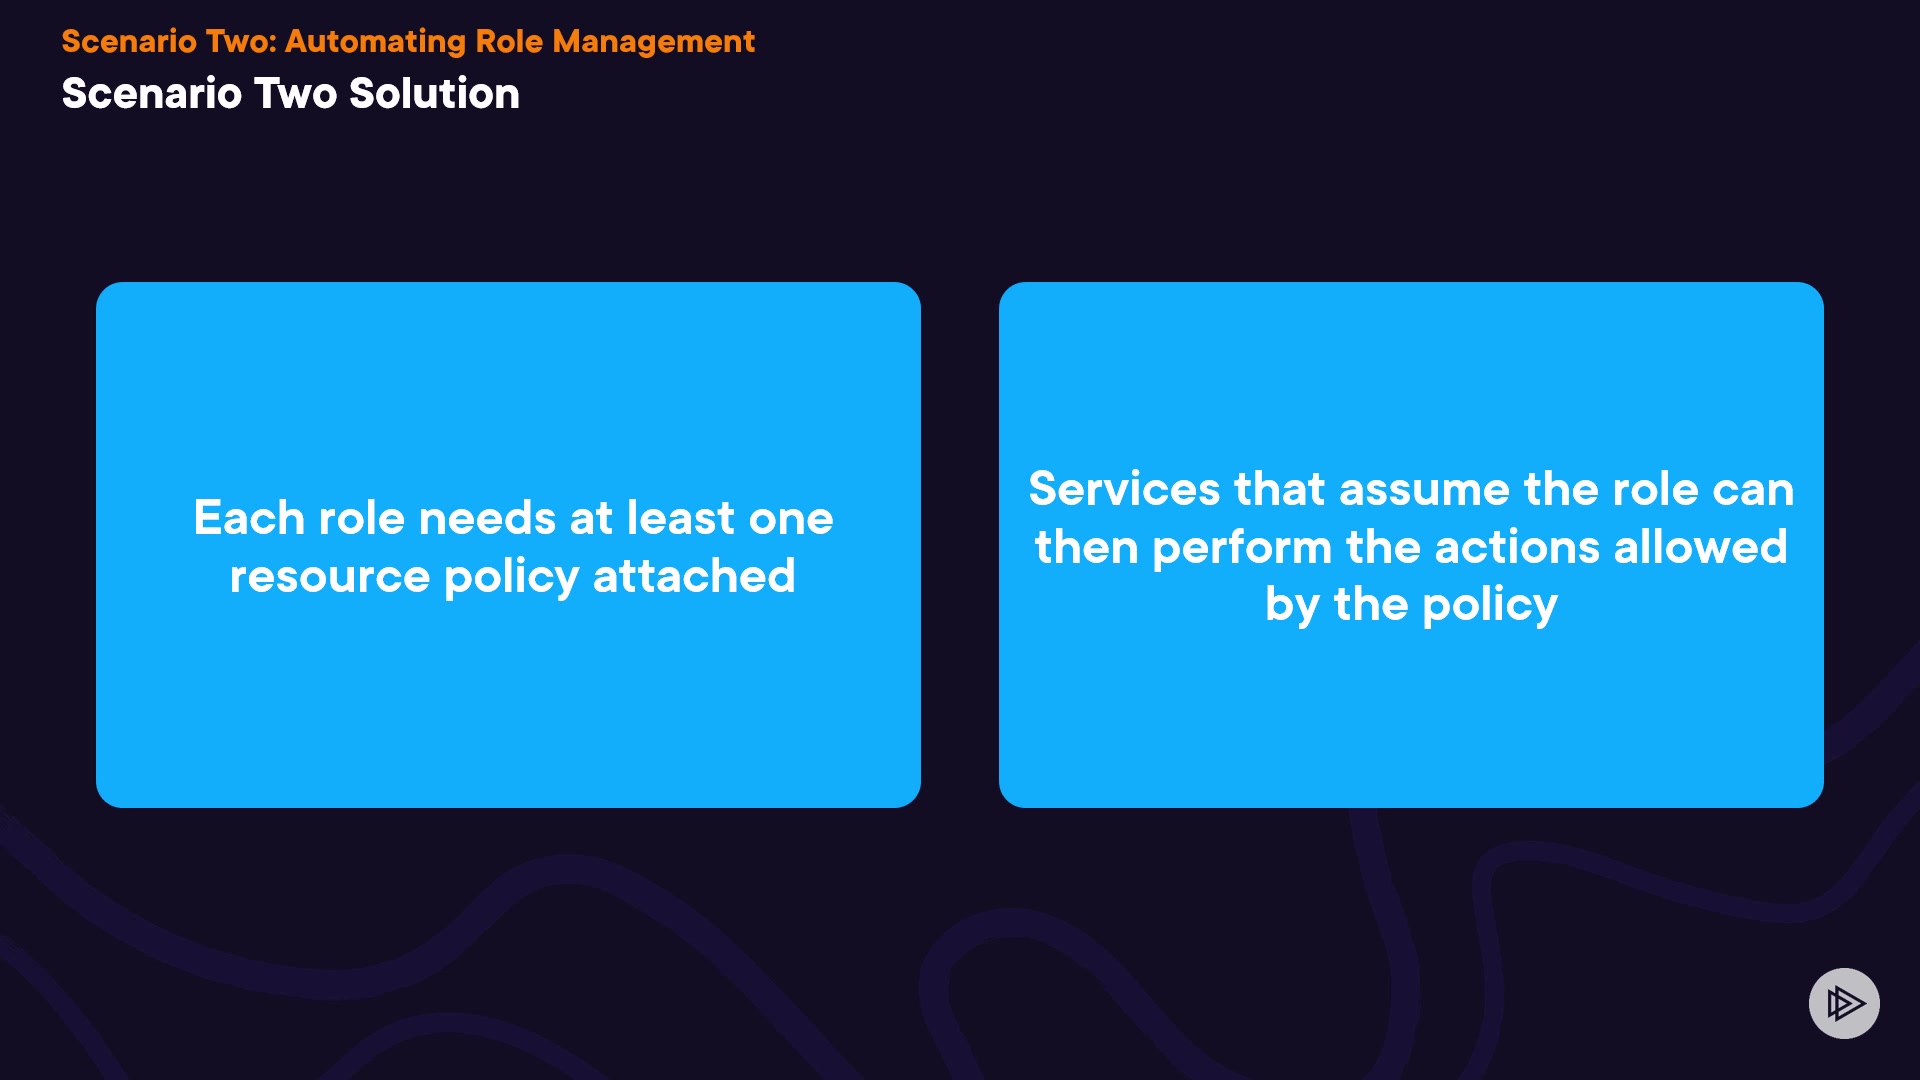 Scenario Two: Automating Role Management
Scenario Two Solution
Each role needs at least one
resource policy attached
Services that assume the role can
then perform the actions allowed
by the policy